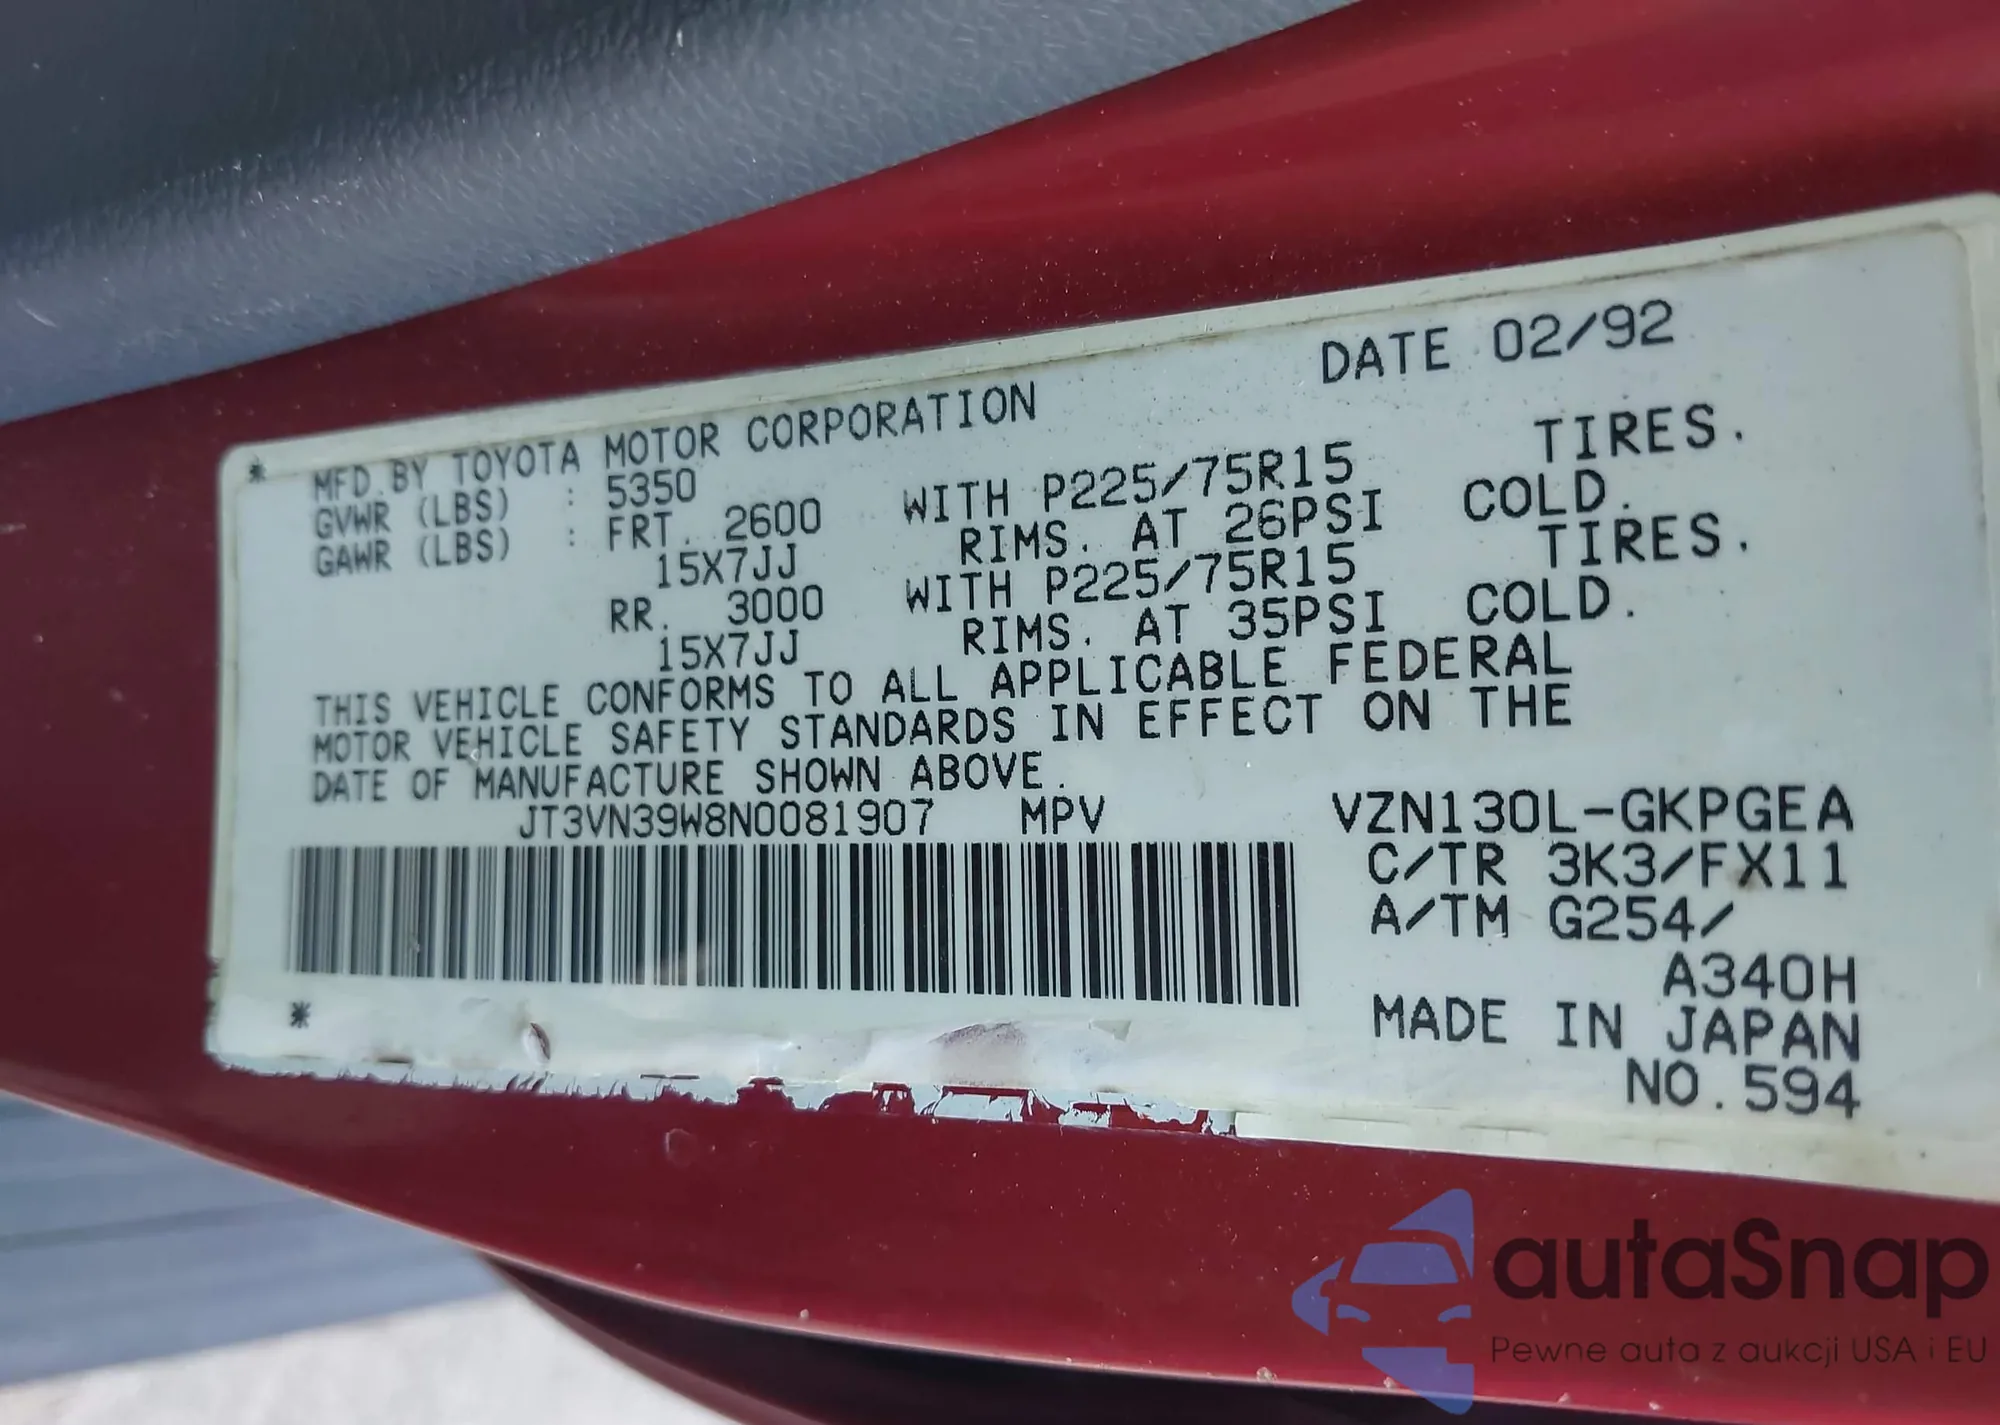 DATE 02/92
* MFD.BY TOYOTA MOTOR CORPORATION
GVWR (LBS) : 5350
GAWR (LBS) : FRT. 2600 WITH P225/75R15 TIRES.
15X7JJ RIMS. AT 26PSI COLD.
RR. 3000 WITH P225/75R15 TIRES.
15X7JJ RIMS. AT 35PSI COLD.
THIS VEHICLE CONFORMS TO ALL APPLICABLE FEDERAL
MOTOR VEHICLE SAFETY STANDARDS IN EFFECT ON THE
DATE OF MANUFACTURE SHOWN ABOVE.
JT3VN39W8N0081907 MPV VZN130L-GKPGEA
C/TR 3K3/FX11
A/TM G254/
A340H
* MADE IN JAPAN
NO.594
autaSnap
Pewne auta z aukcji USA i EU